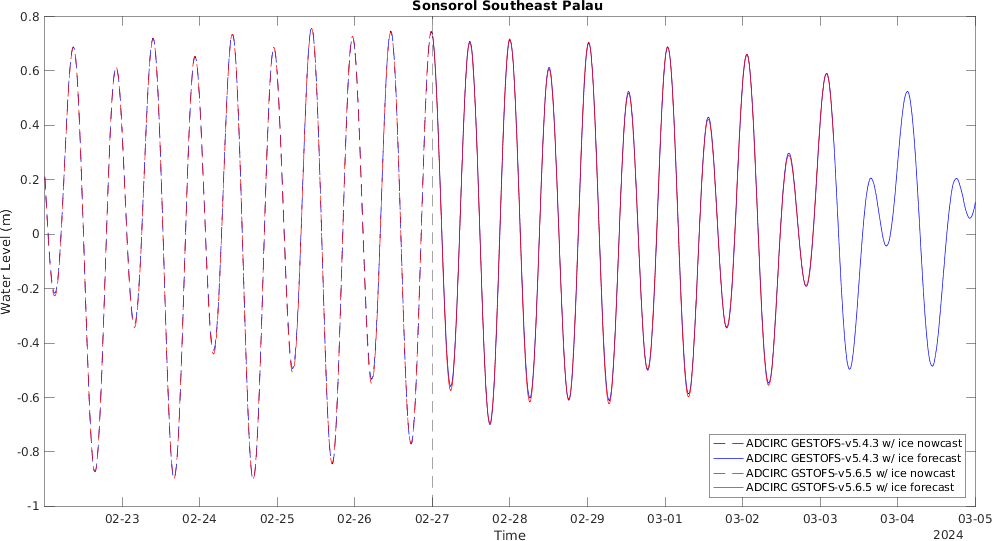 Sonsorol Southeast Palau
0.8
0.6
0.4
0.2
0
-0.2
-0.4
-0.6
-0.8
-1
Water Level (m)
ADCIRC GESTOFS-v5.4.3 w/ ice nowcast
ADCIRC GESTOFS-v5.4.3 w/ ice forecast
ADCIRC GSTOFS-v5.6.5 w/ ice nowcast
ADCIRC GSTOFS-v5.6.5 w/ ice forecast
02-23 02-24 02-25 02-26 02-27 02-28 02-29 03-01 03-02 03-03 03-04 03-05
Time 2024